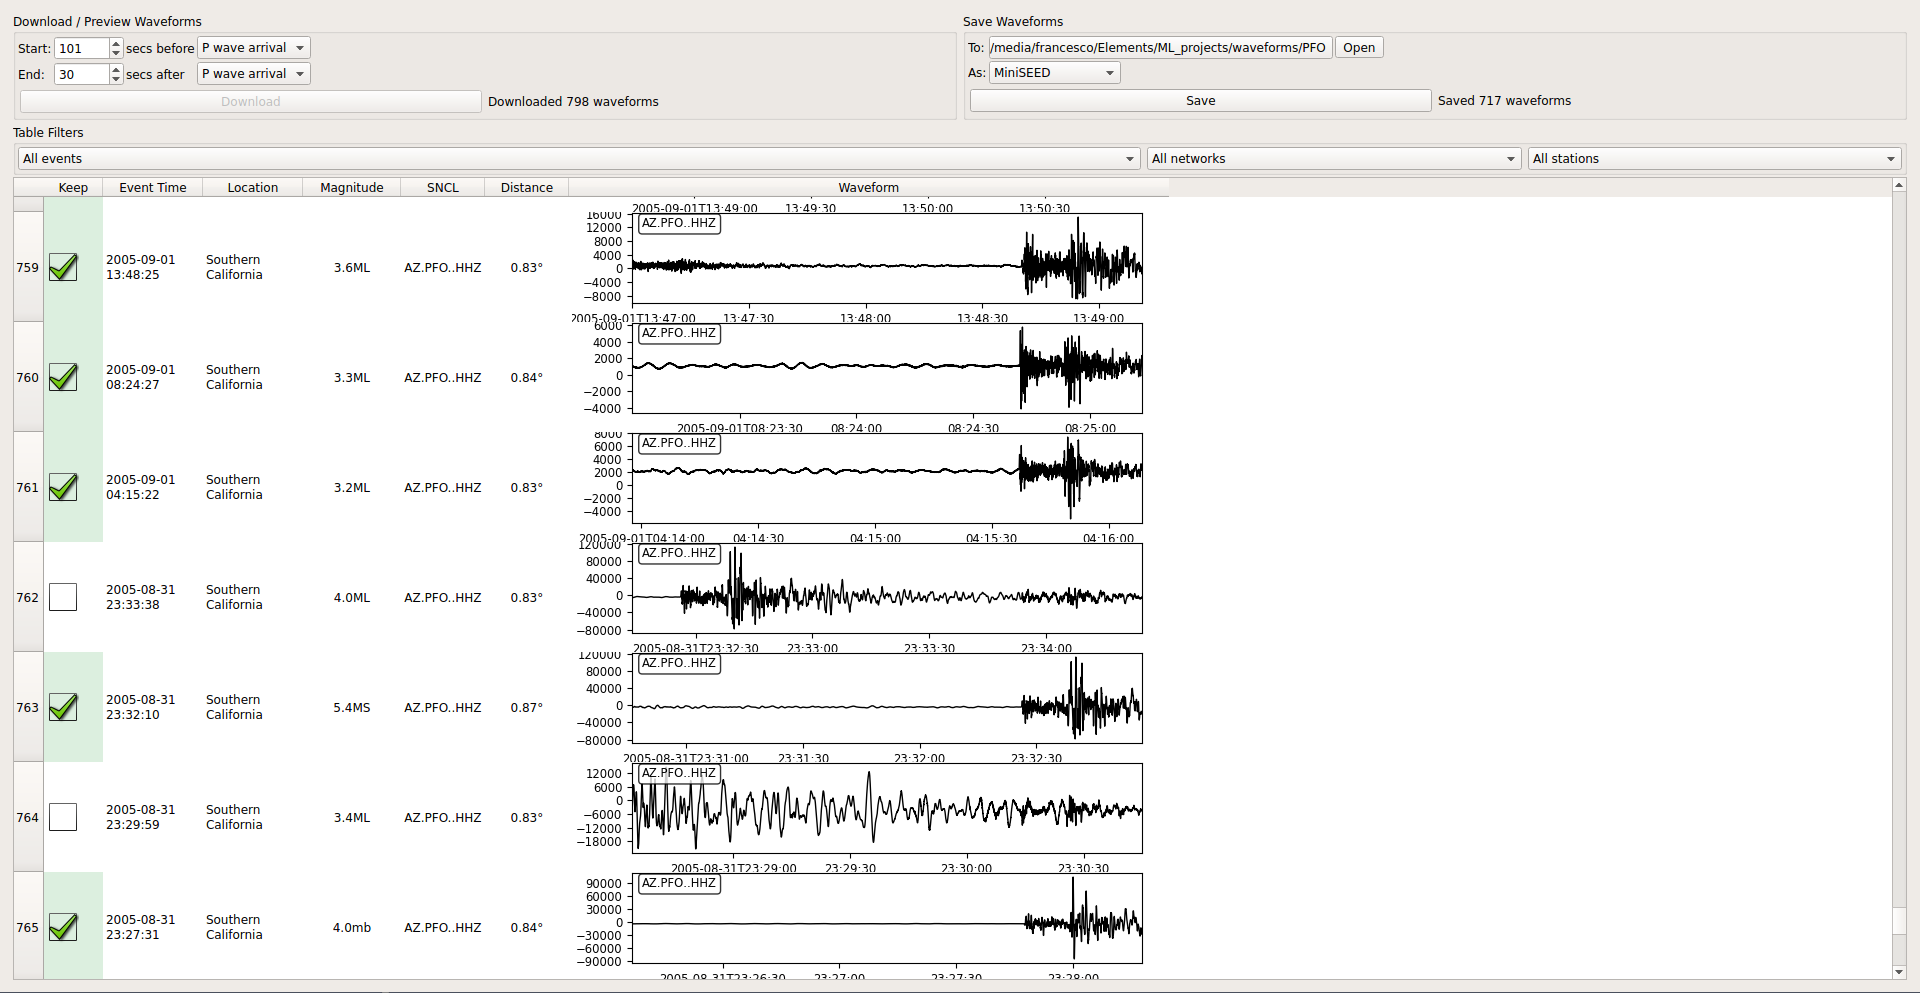 Download / Preview Waveforms
Save Waveforms
Start: 101 secs before P wave arrival
To: /media/francesco/Elements/ML_projects/waveforms/PFO Open
End: 30 secs after P wave arrival
As: MiniSEED
Download Downloaded 798 waveforms
Save Saved 717 waveforms
Table Filters
All events All networks All stations
Keep Event Time Location Magnitude SNCL Distance Waveform
2005-09-01T13:49:00 13:49:30 13:50:00 13:50:30
759 2005-09-01 13:48:25 Southern California 3.6ML AZ.PFO..HHZ 0.83°
AZ.PFO..HHZ
16000
12000
8000
4000
0
−4000
−8000
2005-09-01T13:47:00 13:47:30 13:48:00 13:48:30 13:49:00
760 2005-09-01 08:24:27 Southern California 3.3ML AZ.PFO..HHZ 0.84°
AZ.PFO..HHZ
6000
4000
2000
0
−2000
−4000
2005-09-01T08:23:30 08:24:00 08:24:30 08:25:00
761 2005-09-01 04:15:22 Southern California 3.2ML AZ.PFO..HHZ 0.83°
AZ.PFO..HHZ
8000
6000
4000
2000
0
−2000
−4000
2005-09-01T04:14:00 04:14:30 04:15:00 04:15:30 04:16:00
762 2005-08-31 23:33:38 Southern California 4.0ML AZ.PFO..HHZ 0.83°
AZ.PFO..HHZ
120000
80000
40000
0
−40000
−80000
2005-08-31T23:32:30 23:33:00 23:33:30 23:34:00
763 2005-08-31 23:32:10 Southern California 5.4MS AZ.PFO..HHZ 0.87°
AZ.PFO..HHZ
120000
80000
40000
0
−40000
−80000
2005-08-31T23:31:00 23:31:30 23:32:00 23:32:30
764 2005-08-31 23:29:59 Southern California 3.4ML AZ.PFO..HHZ 0.83°
AZ.PFO..HHZ
12000
6000
0
−6000
−12000
−18000
2005-08-31T23:29:00 23:29:30 23:30:00 23:30:30
765 2005-08-31 23:27:31 Southern California 4.0mb AZ.PFO..HHZ 0.84°
AZ.PFO..HHZ
90000
60000
30000
0
−30000
−60000
−90000
2005-08-31T23:26:30 23:27:00 23:27:30 23:28:00